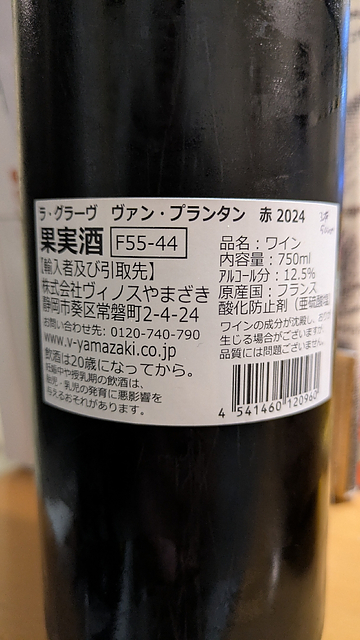 ラ・グラーヴ　ヴァン・プランタン　赤 2024
果実酒 F55-44
【輸入者及び引取先】
株式会社ヴィノスやまざき
静岡市葵区常磐町2-4-24
お問い合わせ先: 0120-740-790
www.v-yamazaki.co.jp
飲酒は20歳になってから。
妊娠中や授乳期の飲酒は、
胎児・乳児の発育に悪影響を
与えるおそれがあります。
品名：ワイン
内容量：750ml
アルコール分：12.5%
原産国：フランス
酸化防止剤（亜硫酸塩）
ワインの成分が沈殿し、おりが
生じる場合がございますが、
品質には問題ございません。
4 541460 120960